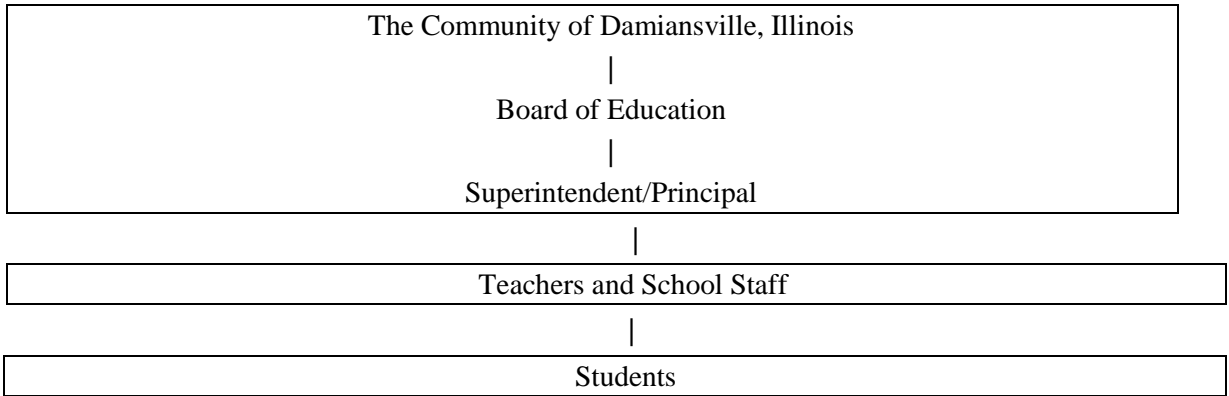 The Community of Damiansville, Illinois
|
Board of Education
|
Superintendent/Principal
|
Teachers and School Staff
|
Students